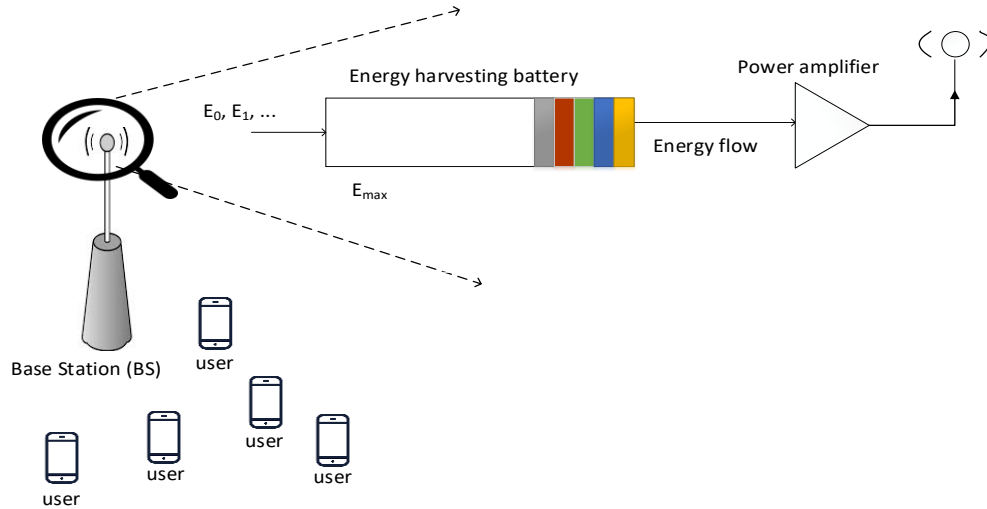 Energy harvesting battery
Power amplifier
E0, E1, ...
Energy flow
Emax
Base Station (BS)
user
user
user
user
user